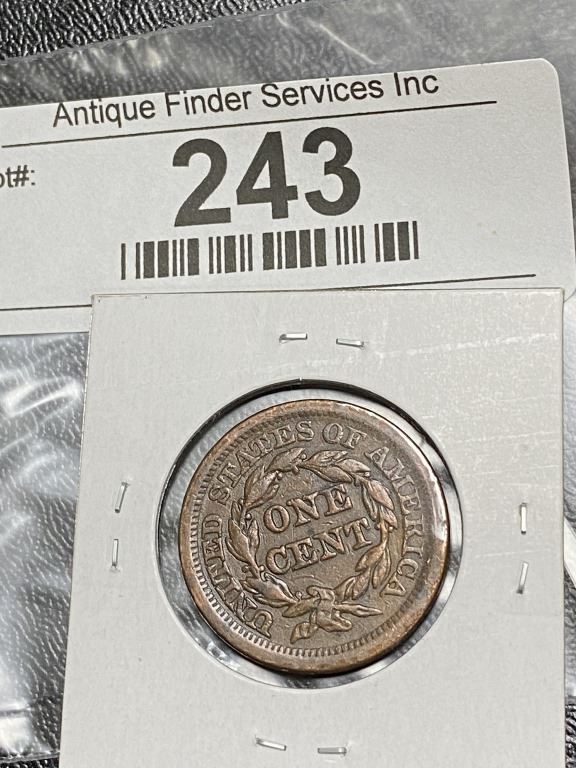 Antique Finder Services Inc
ot#:
243
UNITED STATES OF AMERICA
ONE
CENT